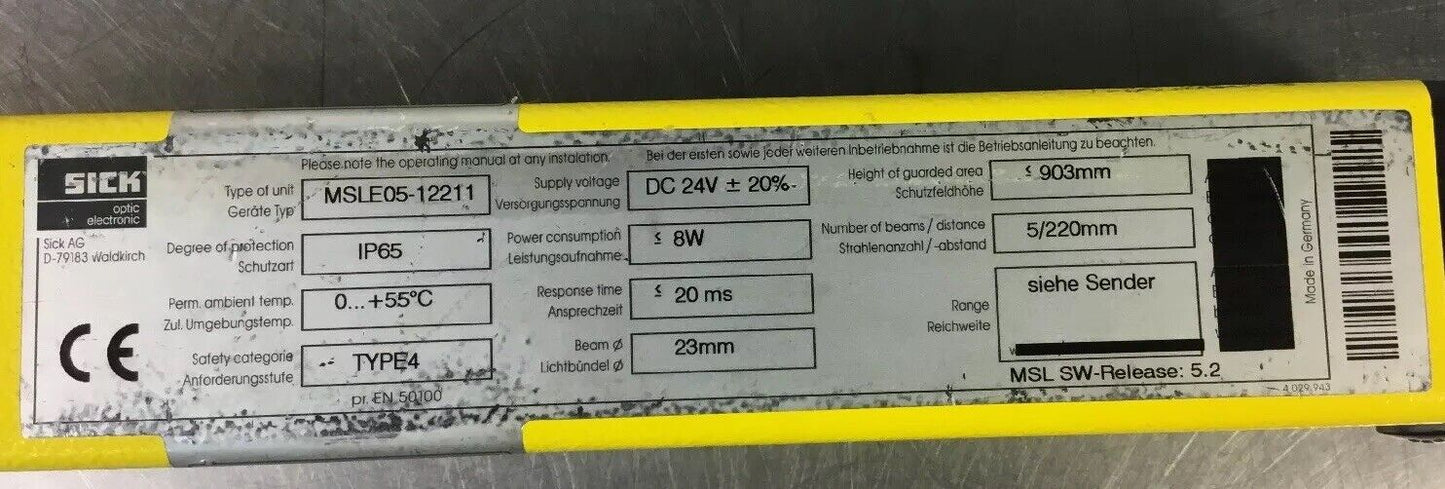 SICK
optic
electronic
Sick AG
D-79183 Waldkirch
Please note the operating manual at any instalation.
Bei der ersten sowie jeder weiteren Inbetriebnahme ist die Betriebsanleitung zu beachten.
Type of unit
Geräte Typ
MSLE05-12211
Degree of protection
Schutzart
IP65
Perm. ambient temp.
Zul. Umgebungstemp.
0...+55°C
Safety categorie
Anforderungsstufe
TYPE4
pr. EN 50100
Supply voltage
Versorgungsspannung
DC 24V ± 20%
Power consumption
Leistungsaufnahme
≤ 8W
Response time
Ansprechzeit
≤ 20 ms
Beam ϕ
Lichtbündel ϕ
23mm
Height of guarded area
Schutzfeldhöhe
≤ 903mm
Number of beams / distance
Strahlenanzahl / -abstand
5/220mm
Range
Reichweite
siehe Sender
MSL SW-Release: 5.2
4 029 943
Made in Germany
CE